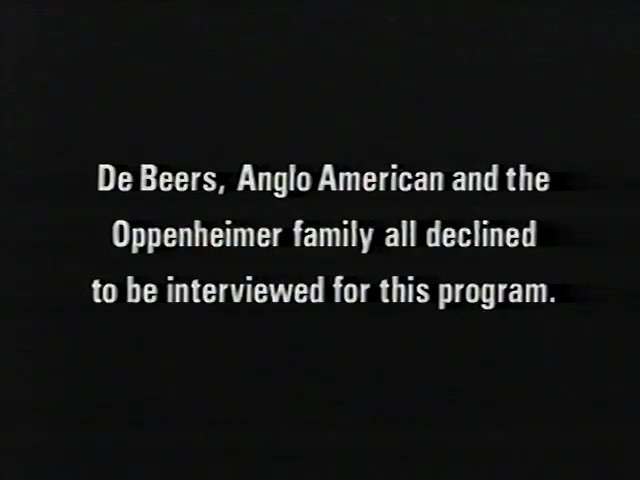 De Beers, Anglo American and the
Oppenheimer family all declined
to be interviewed for this program.